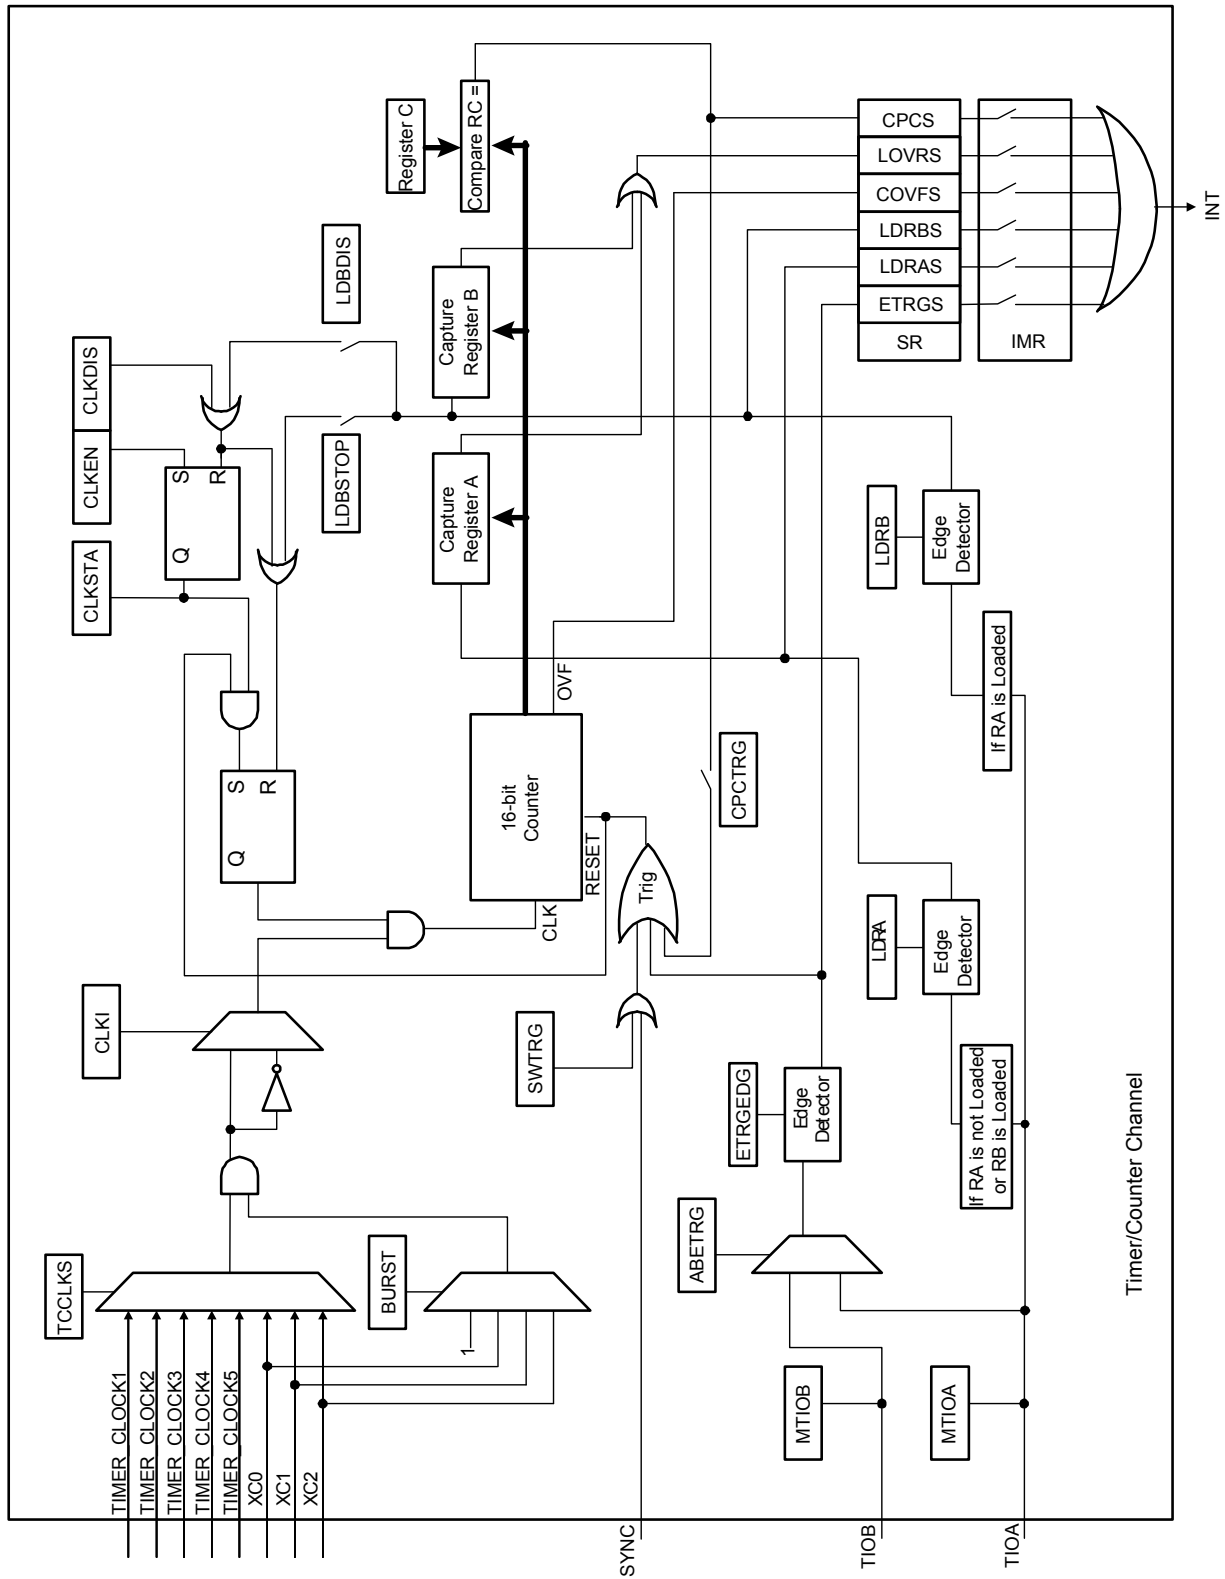 TCCLKS
TIMER_CLOCK1
TIMER_CLOCK2
TIMER_CLOCK3
TIMER_CLOCK4
TIMER_CLOCK5
XC0
XC1
XC2
BURST
1
CLKI
CLKSTA
CLKEN
CLKDIS
Q
S
R
Q
S
R
LDBSTOP
LDBDIS
Register C
Compare RC =
Capture
Register A
Capture
Register B
16-bit
Counter
CLK
OVF
RESET
Trig
CPCTRG
SWTRG
SYNC
ABETRG
ETRGEDG
Edge
Detector
MTIOB
TIOB
MTIOA
TIOA
LDRA
Edge
Detector
If RA is not Loaded
or RB is Loaded
LDRB
Edge
Detector
If RA is Loaded
CPCS
LOVRS
COVFS
LDRBS
LDRAS
ETRGS
SR
IMR
INT
Timer/Counter Channel